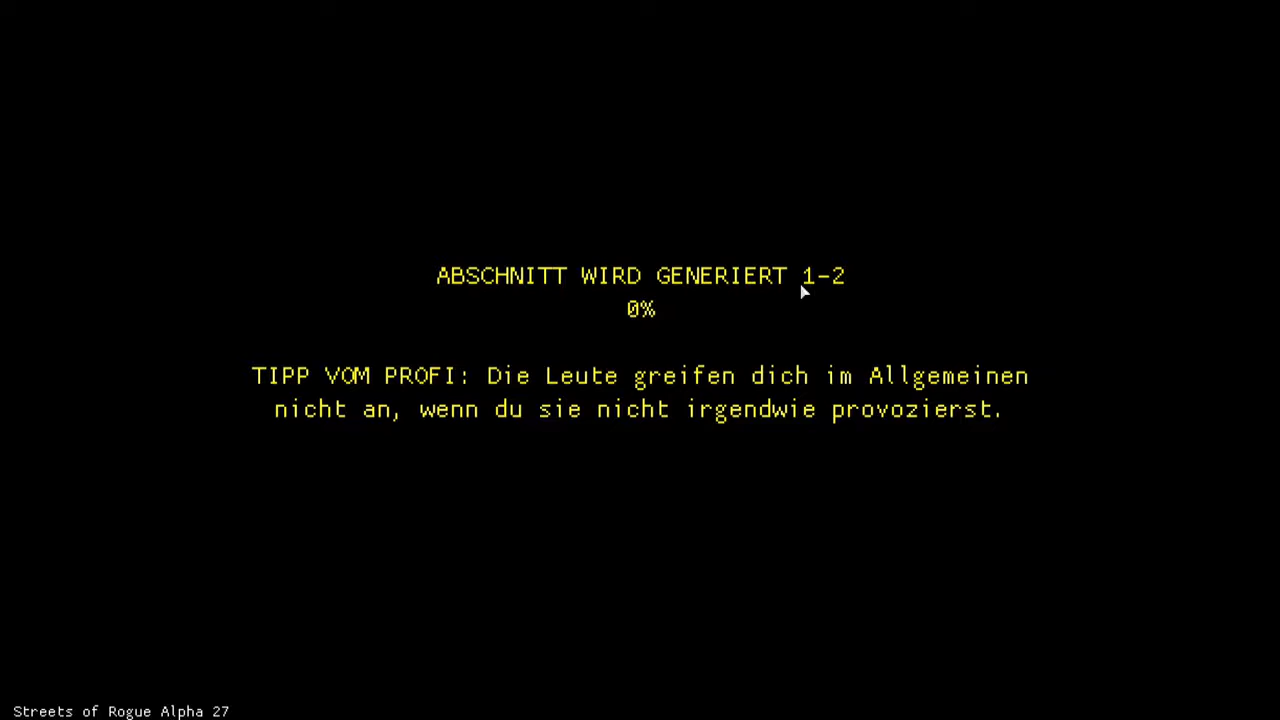 ABSCHNITT WIRD GENERIERT 1-2
0%
TIPP VOM PROFI: Die Leute greifen dich im Allgemeinen
nicht an, wenn du sie nicht irgendwie provozierst.
Streets of Rogue Alpha 27